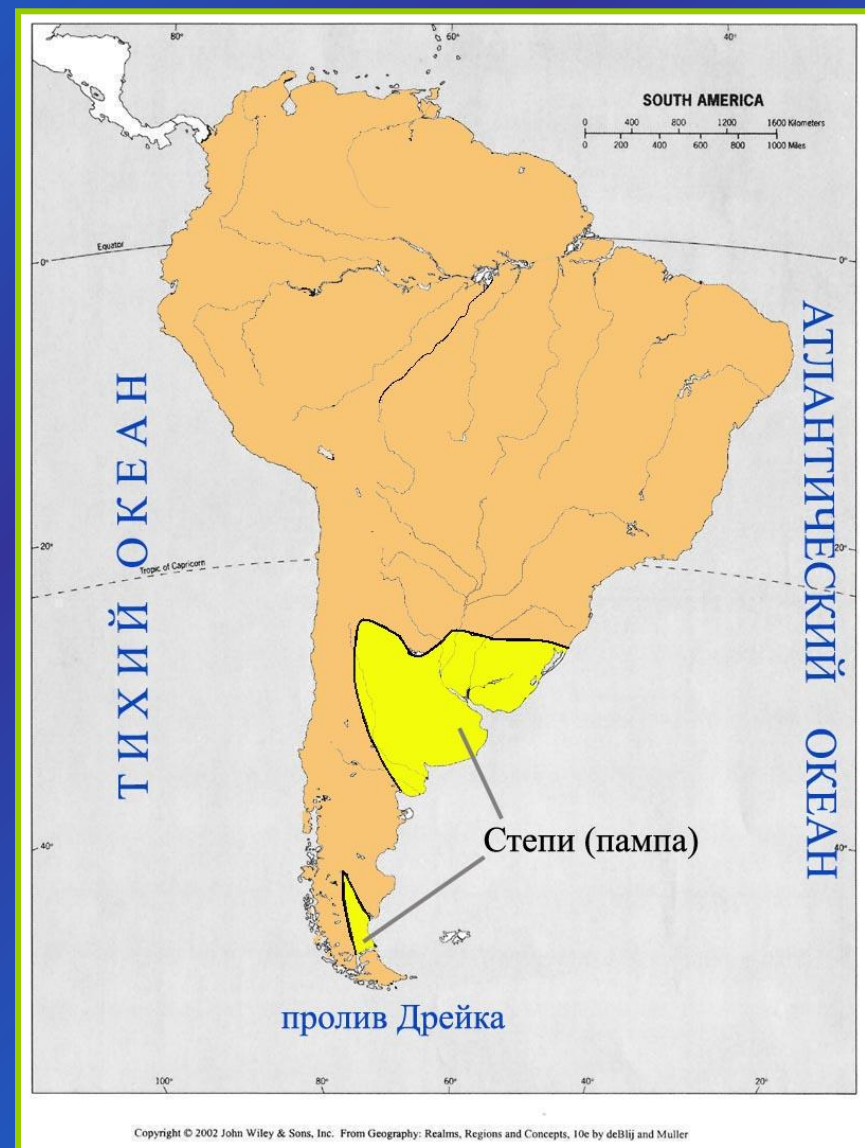 80°
60°
40°
SOUTH AMERICA
0 400 800 1200 1600 Kilometers
0 200 400 600 800 1000 Miles
Equator
0°
0°
ТИХИЙ ОКЕАН
АТЛАНТИЧЕСКИЙ ОКЕАН
20°
20°
Tropic of Capricorn
Степи (пампа)
40°
40°
пролив Дрейка
100°
80°
60°
40°
20°
Copyright © 2002 John Wiley & Sons, Inc. From Geography: Realms, Regions and Concepts, 10e by deBlij and Muller